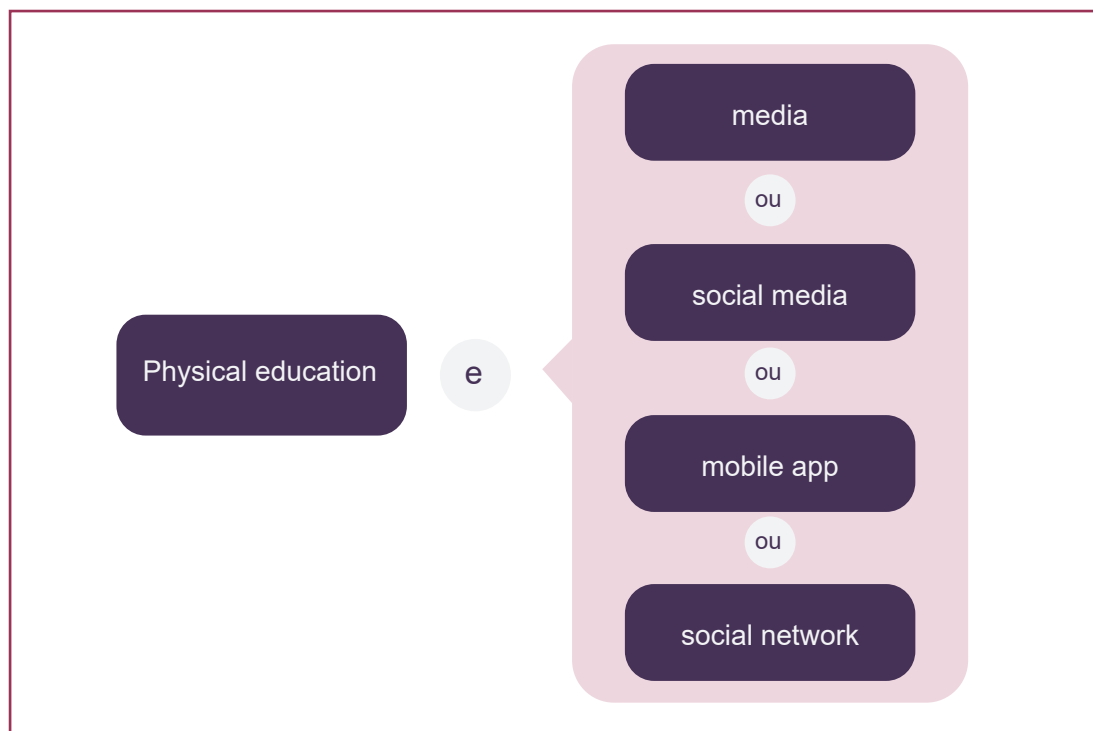 Physical education
e
media
ou
social media
ou
mobile app
ou
social network